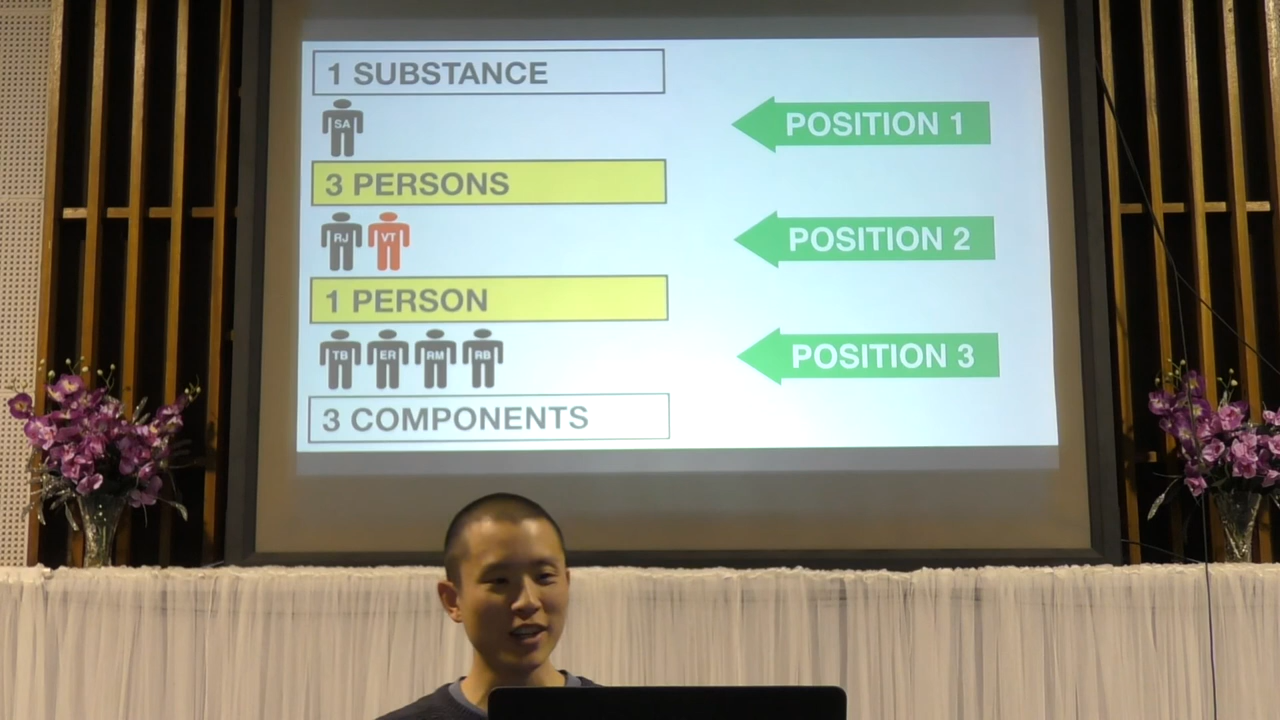 1 SUBSTANCE
SA
POSITION 1
3 PERSONS
RJ VT
POSITION 2
1 PERSON
TB ER RM RB
POSITION 3
3 COMPONENTS